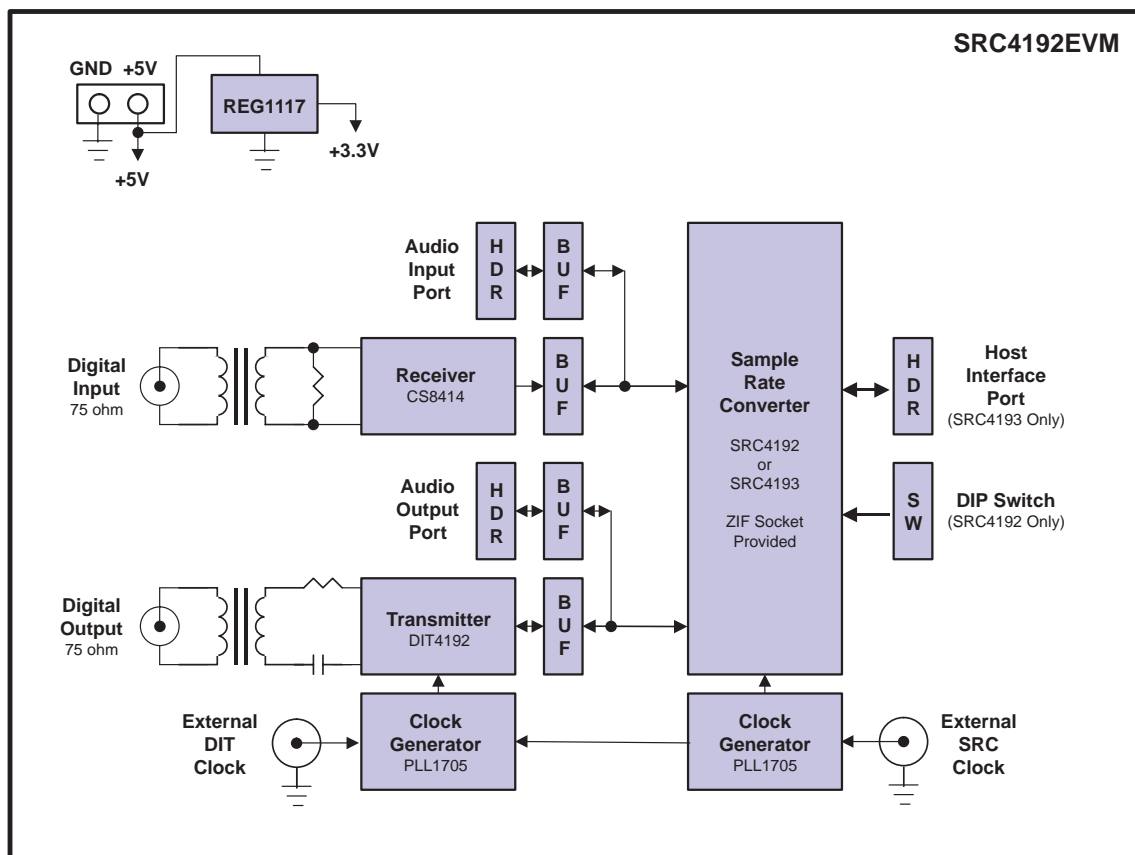 SRC4192EVM
GND +5V
REG1117
+3.3V
+5V
Audio
Input
Port
H
D
R
B
U
F
Digital
Input
75 ohm
Receiver
CS8414
B
U
F
Sample
Rate
Converter
SRC4192
or
SRC4193
ZIF Socket
Provided
H
D
R
Host
Interface
Port
(SRC4193 Only)
Audio
Output
Port
H
D
R
B
U
F
S
W
DIP Switch
(SRC4192 Only)
Digital
Output
75 ohm
Transmitter
DIT4192
B
U
F
External
DIT
Clock
Clock
Generator
PLL1705
Clock
Generator
PLL1705
External
SRC
Clock